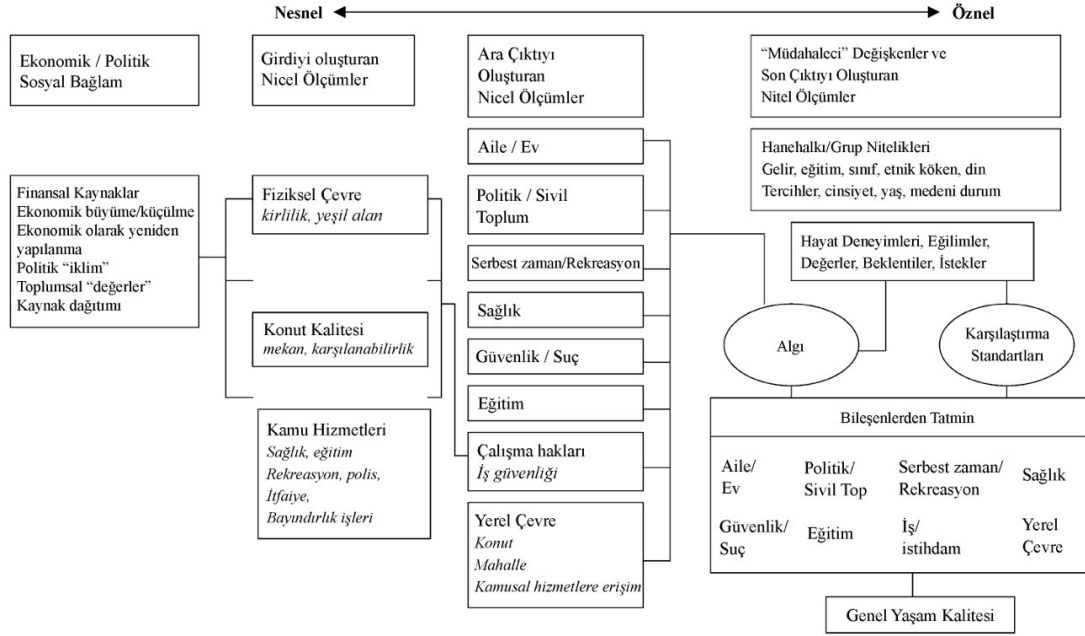 Nesnel
Öznel
Ekonomik / Politik
Sosyal Bağlam
Girdiyi oluşturan
Nicel Ölçümler
Ara Çıktıyı
Oluşturan
Nicel Ölçümler
“Müdahaleci” Değişkenler ve
Son Çıktıyı Oluşturan
Nitel Ölçümler
Finansal Kaynaklar
Ekonomik büyüme/küçülme
Ekonomik olarak yeniden
yapılanma
Politik “iklim”
Toplumsal “değerler”
Kaynak dağıtımı
Fiziksel Çevre
kirlilik, yeşil alan
Konut Kalitesi
mekan, karşılanabilirlik
Kamu Hizmetleri
Sağlık, eğitim
Rekreasyon, polis,
İtfaiye,
Bayındırlık işleri
Aile / Ev
Politik / Sivil
Toplum
Serbest zaman/Rekreasyon
Sağlık
Güvenlik / Suç
Eğitim
Çalışma hakları
İş güvenliği
Yerel Çevre
Konut
Mahalle
Kamusal hizmetlere erişim
Hanehalkı/Grup Nitelikleri
Gelir, eğitim, sınıf, etnik köken, din
Tercihler, cinsiyet, yaş, medeni durum
Hayat Deneyimleri, Eğilimler,
Değerler, Beklentiler, İstekler
Algı
Karşılaştırma
Standartları
Bileşenlerden Tatmin
Aile/
Ev
Politik/
Sivil Top
Serbest zaman/
Rekreasyon
Sağlık
Güvenlik/
Suç
Eğitim
İş/
istihdam
Yerel
Çevre
Genel Yaşam Kalitesi